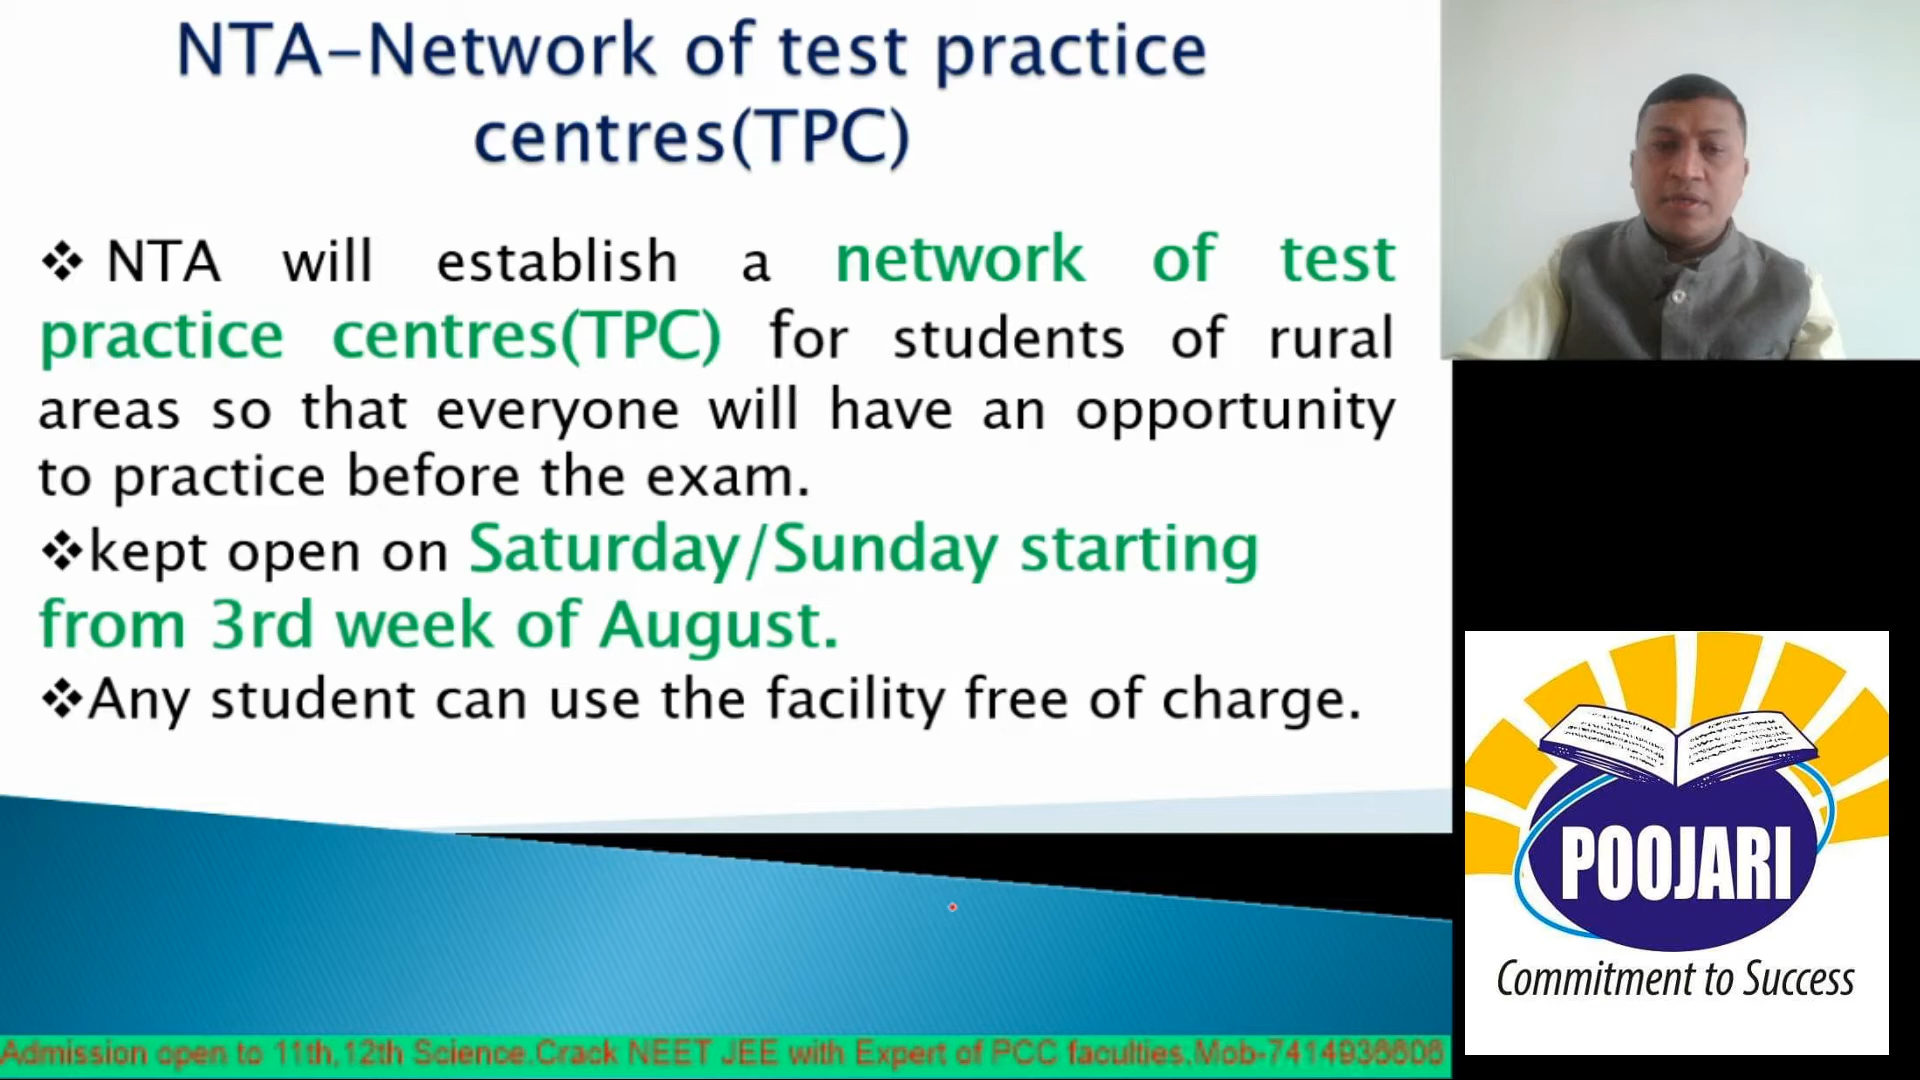 NTA-Network of test practice
centres(TPC)
❖ NTA will establish a network of test
practice centres(TPC) for students of rural
areas so that everyone will have an opportunity
to practice before the exam.
❖kept open on Saturday/Sunday starting
from 3rd week of August.
❖Any student can use the facility free of charge.
POOJARI
Commitment to Success
Admission open to 11th,12th Science.Crack NEET JEE with Expert of PCC faculties.